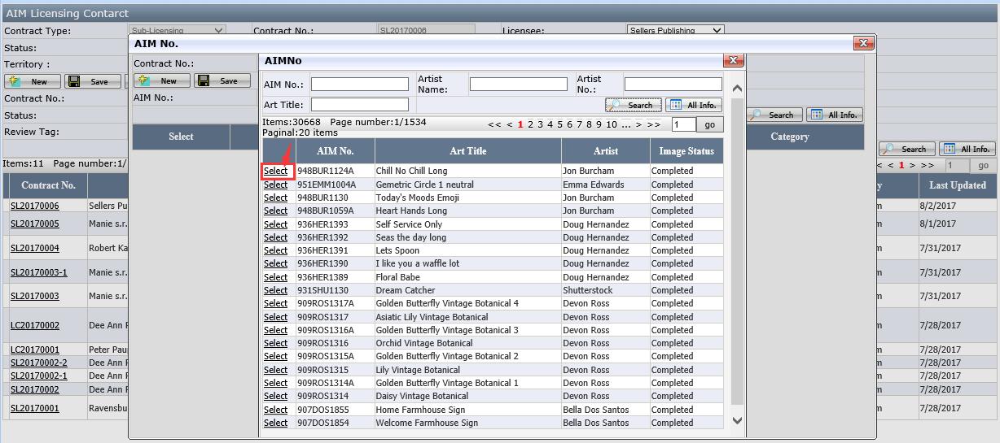 AIM Licensing Contarct
Contract Type: Sub-Licensing Contract No.: SL20170006 Licensee: Sellers Publishing
Status:
Territory :
New Save
Contract No.:
Status:
Review Tag:
Search All Info.
Items:11 Page number:1/
< < 1 > >> 1 go
Contract No. Last Updated
SL20170006 Sellers Pu 8/2/2017
SL20170005 Manie s.r. 8/1/2017
SL20170004 Robert Ka 7/31/2017
SL20170003-1 Manie s.r. 7/31/2017
SL20170003 Manie s.r. 7/31/2017
LC20170002 Dee Ann 7/28/2017
LC20170001 Peter Pau 7/28/2017
SL20170002-2 Dee Ann 7/28/2017
SL20170002-1 Dee Ann 7/28/2017
SL20170002 Dee Ann 7/28/2017
SL20170001 Ravensbu 7/28/2017
AIM No.
Contract No.:
New Save
AIM No.:
Search All Info.
Select Category
AIMNo
AIM No.: Artist Name: Artist No.:
Art Title: Search All Info.
Items:30668 Page number:1/1534 << < 1 2 3 4 5 6 7 8 9 10 ... > >> 1 go
Paginal:20 items
AIM No. Art Title Artist Image Status
Select 948BUR1124A Chill No Chill Long Jon Burcham Completed
Select 951EMM1004A Gemetric Circle 1 neutral Emma Edwards Completed
Select 948BUR1130 Today's Moods Emoji Jon Burcham Completed
Select 948BUR1059A Heart Hands Long Jon Burcham Completed
Select 936HER1393 Self Service Only Doug Hernandez Completed
Select 936HER1392 Seas the day long Doug Hernandez Completed
Select 936HER1391 Lets Spoon Doug Hernandez Completed
Select 936HER1390 I like you a waffle lot Doug Hernandez Completed
Select 936HER1389 Floral Babe Doug Hernandez Completed
Select 931SHU1130 Dream Catcher Shutterstock Completed
Select 909ROS1317A Golden Butterfly Vintage Botanical 4 Devon Ross Completed
Select 909ROS1317 Asiatic Lily Vintage Botanical Devon Ross Completed
Select 909ROS1316A Golden Butterfly Vintage Botanical 3 Devon Ross Completed
Select 909ROS1316 Orchid Vintage Botanical Devon Ross Completed
Select 909ROS1315A Golden Butterfly Vintage Botanical 2 Devon Ross Completed
Select 909ROS1315 Lily Vintage Botanical Devon Ross Completed
Select 909ROS1314A Golden Butterfly Vintage Botanical 1 Devon Ross Completed
Select 909ROS1314 Daisy Vintage Botanical Devon Ross Completed
Select 907DOS1855 Home Farmhouse Sign Bella Dos Santos Completed
Select 907DOS1854 Welcome Farmhouse Sign Bella Dos Santos Completed